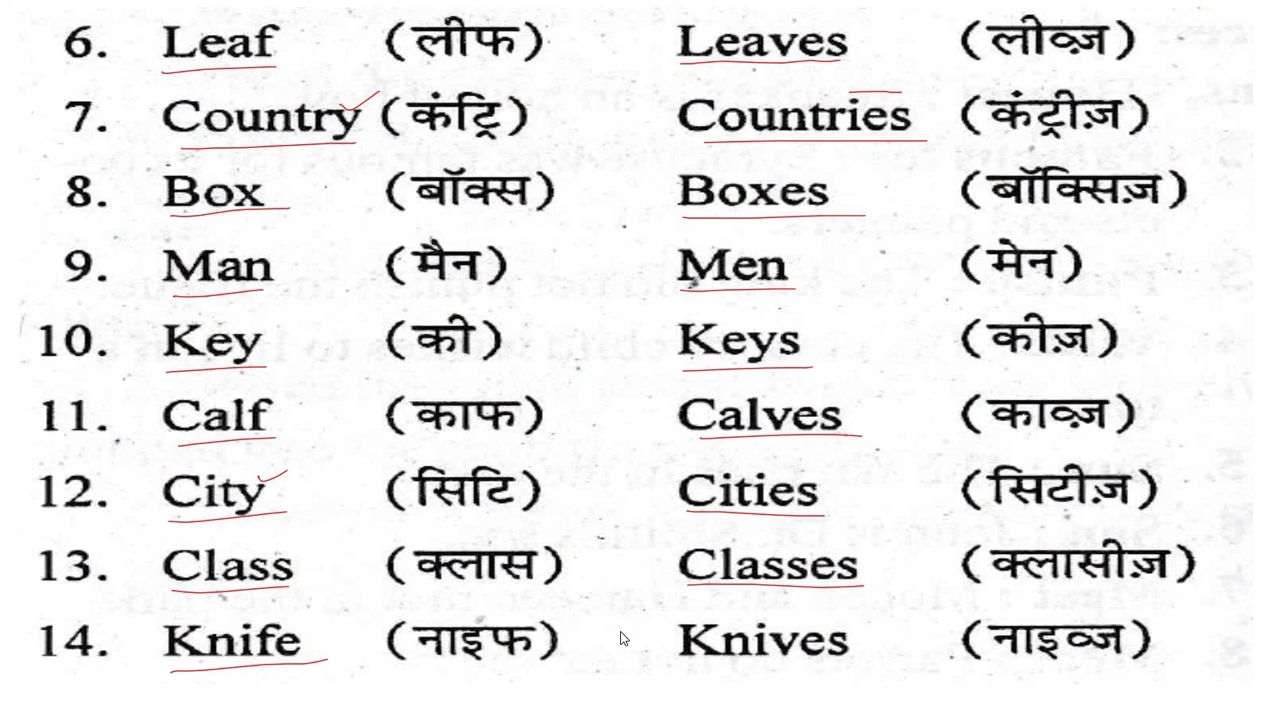 6. Leaf (लीफ) Leaves (लीव्ज़)
7. Country (कंट्रि) Countries (कंट्रीज़)
8. Box (बॉक्स) Boxes (बॉक्सिज़)
9. Man (मैन) Men (मेन)
10. Key (की) Keys (कीज़)
11. Calf (काफ) Calves (काव्ज़)
12. City (सिटि) Cities (सिटीज़)
13. Class (क्लास) Classes (क्लासीज़)
14. Knife (नाइफ) Knives (नाइव्ज)